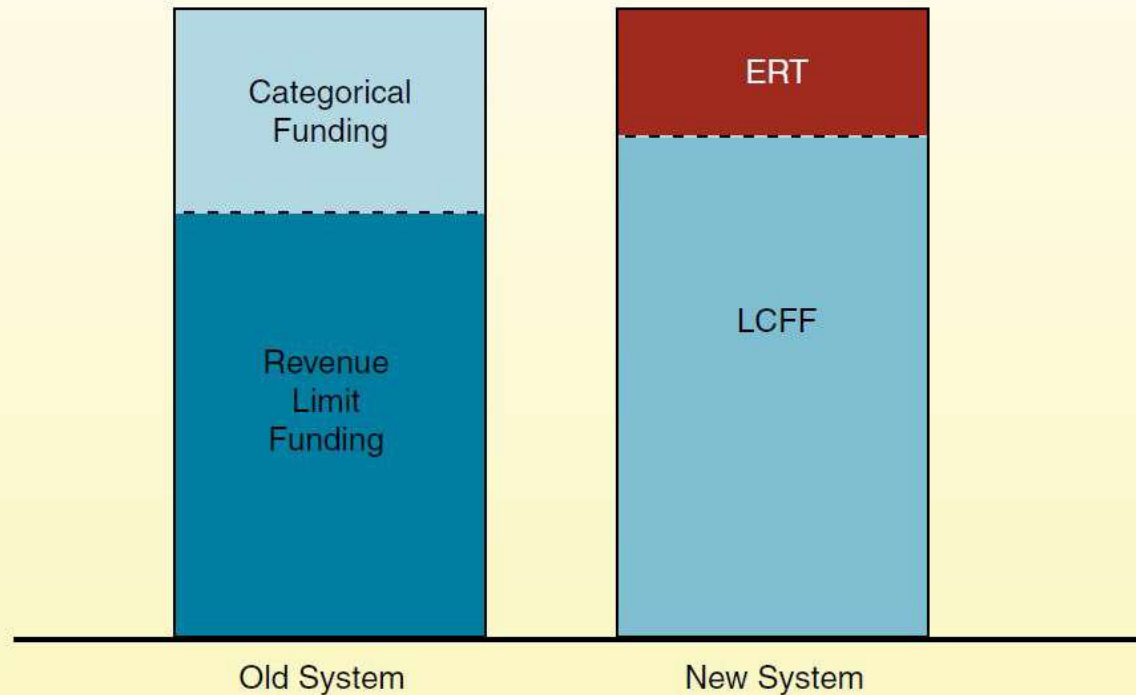 Categorical
Funding
Revenue
Limit
Funding
Old System
ERT
LCFF
New System